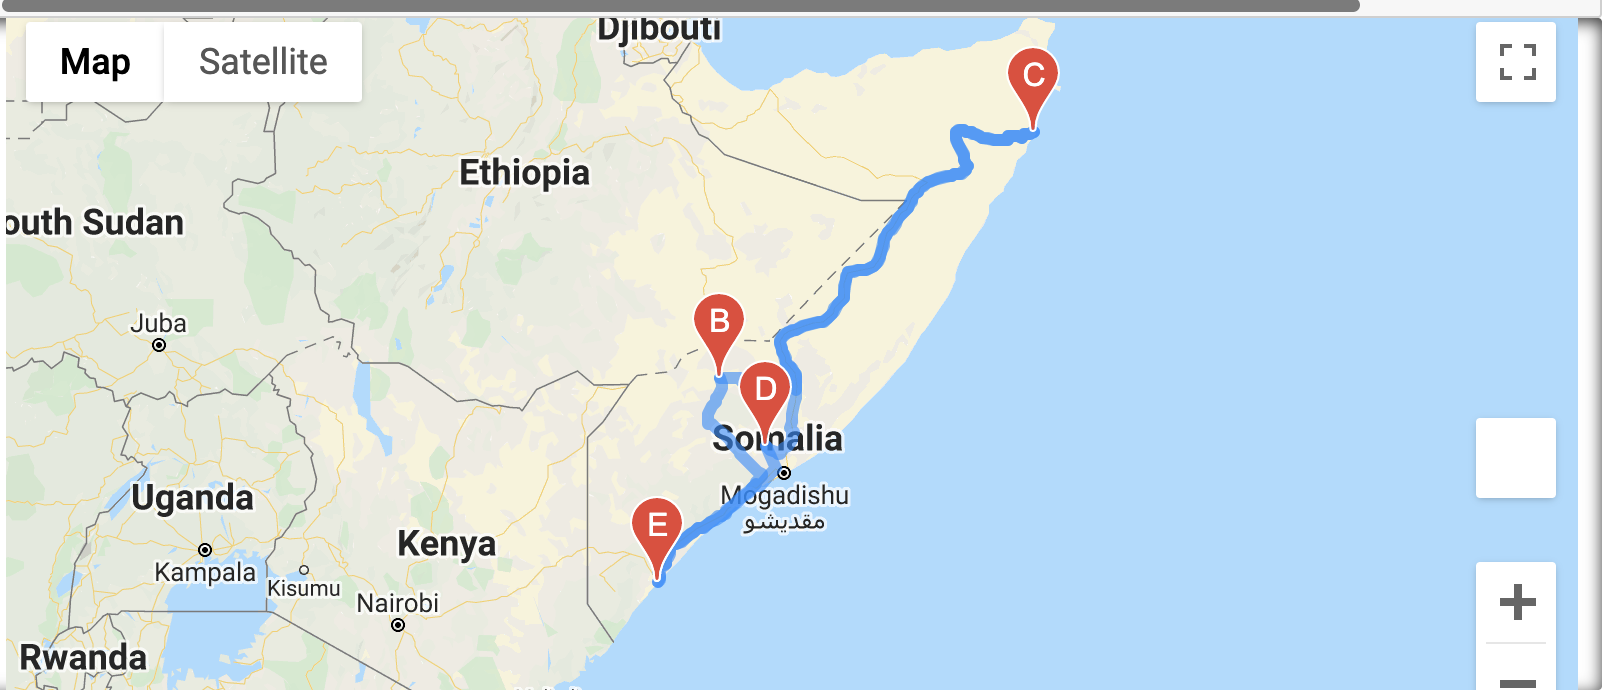 Djibouti
Map
Satellite
C
Ethiopia
outh Sudan
B
Juba
D
Somalia
Mogadishu
مقديشو
Uganda
E
Kenya
Kampala
Kisumu
Nairobi
Rwanda